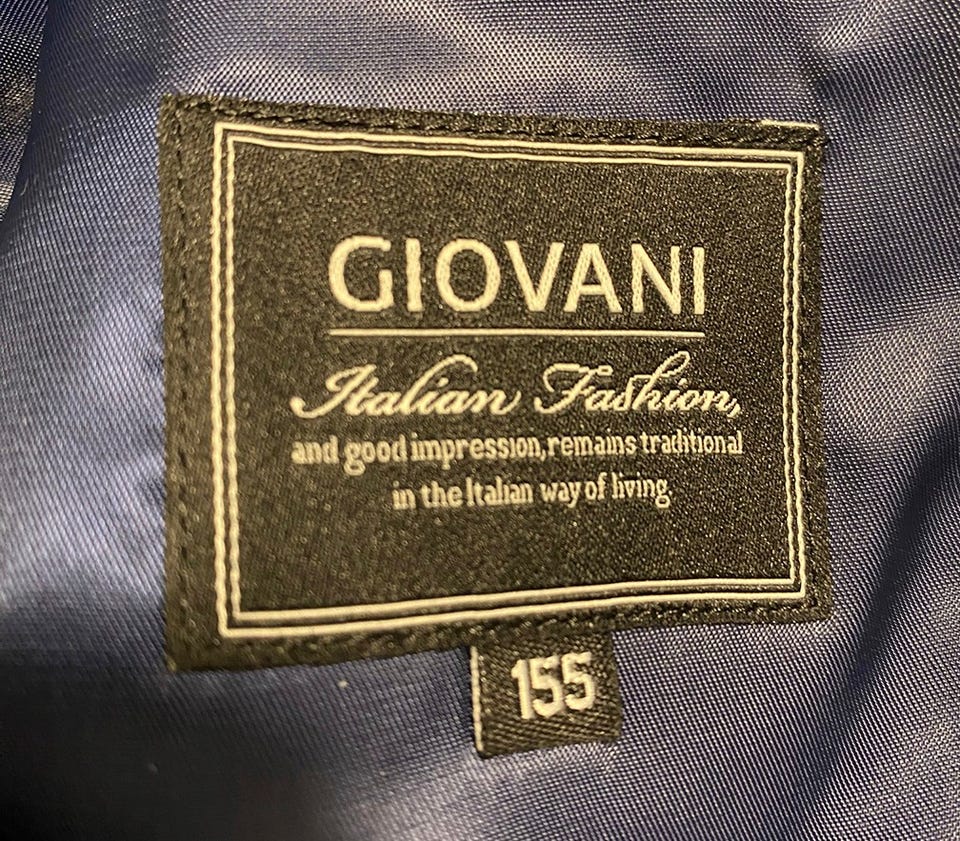 GIOVANI
Italian Fashion,
and good impression,remains traditional
in the Italian way of living.
155